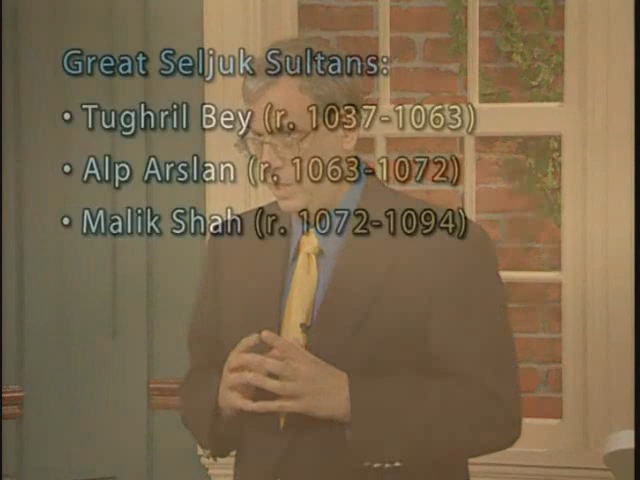 Great Seljuk Sultans:
• Tughril Bey (r. 1037-1063)
• Alp Arslan (r. 1063-1072)
• Malik Shah (r. 1072-1094)